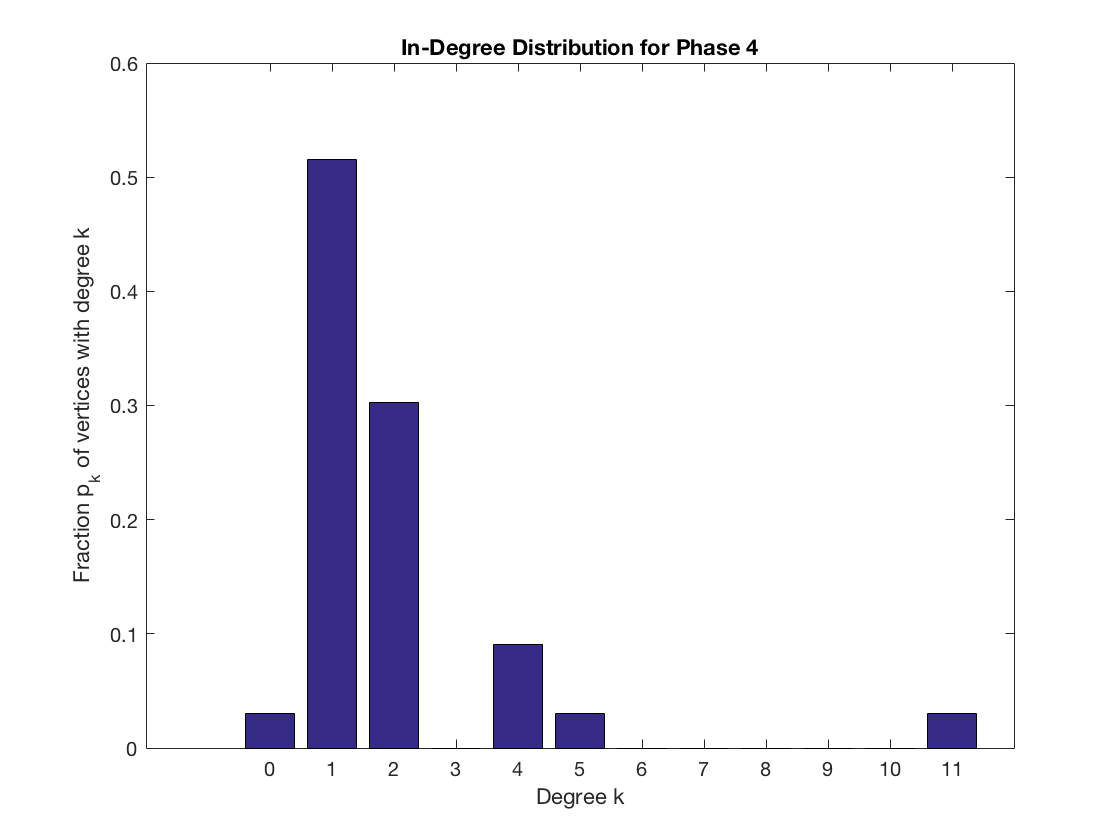 In-Degree Distribution for Phase 4
Fraction p_k of vertices with degree k
0.6
0.5
0.4
0.3
0.2
0.1
0
0 1 2 3 4 5 6 7 8 9 10 11
Degree k